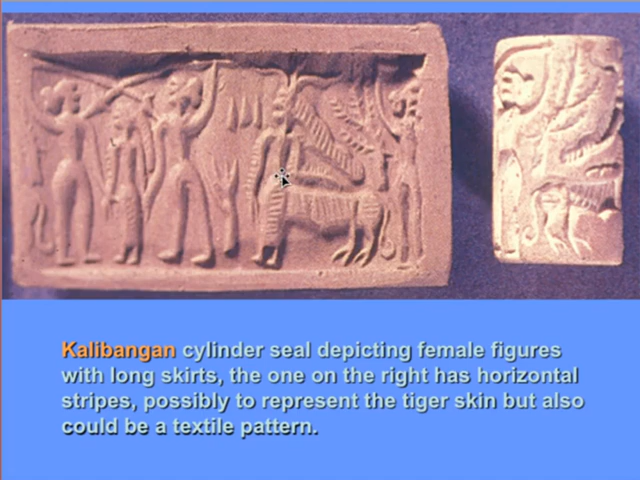 Kalibangan cylinder seal depicting female figures
with long skirts, the one on the right has horizontal
stripes, possibly to represent the tiger skin but also
could be a textile pattern.